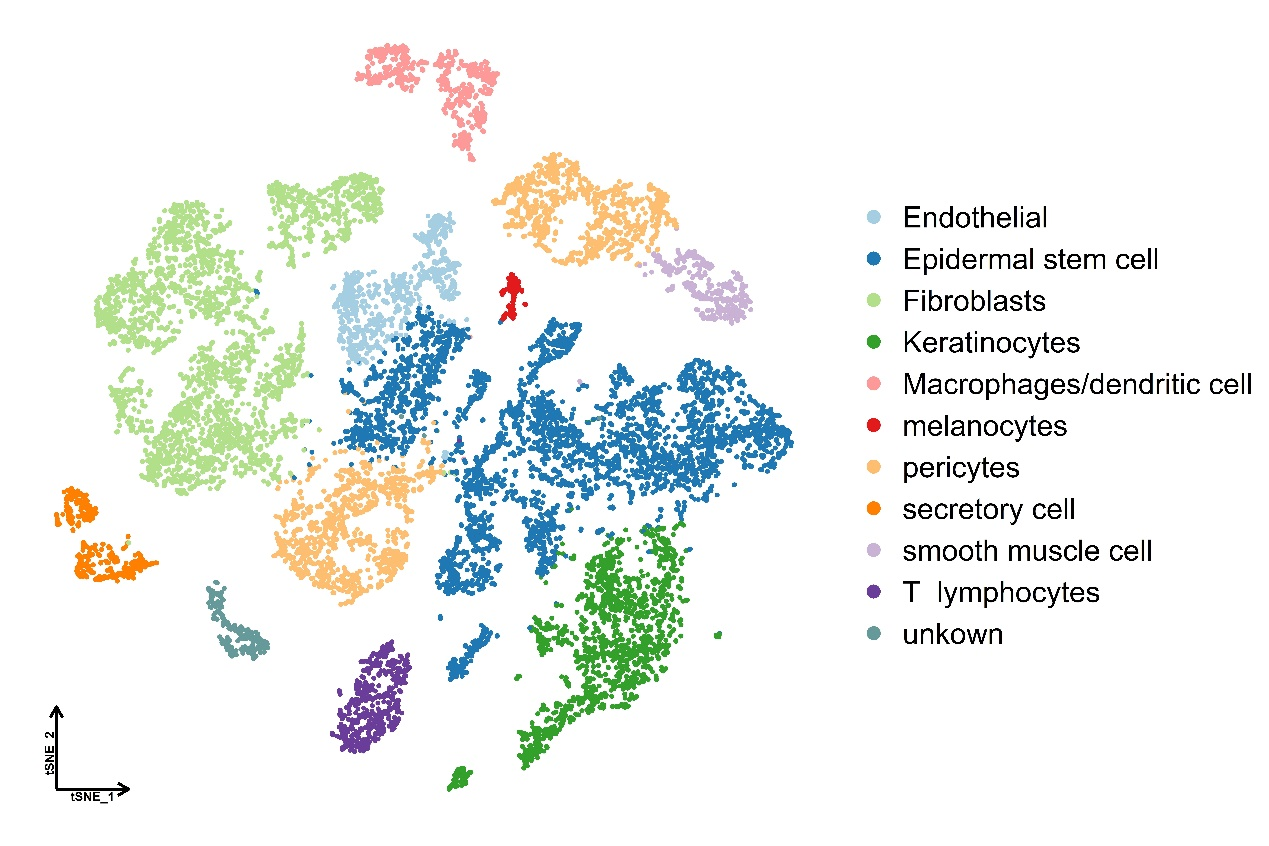 Endothelial
Epidermal stem cell
Fibroblasts
Keratinocytes
Macrophages/dendritic cell
melanocytes
pericytes
secretory cell
smooth muscle cell
T  lymphocytes
unkown
tSNE_2
tSNE_1